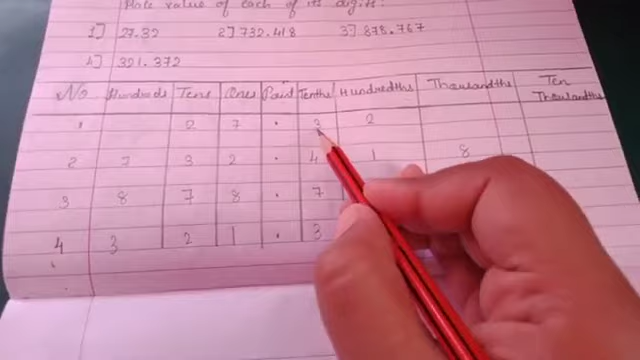 Place value of each of its digit.
1] 27.32 2] 732.418 3] 878.767
4] 321.372
No Hundreds Tens Ones Point Tenths Hundredths Thousandths Ten Thousandths
1 2 7 . 3 2
2 7 3 2 . 4 1 8
3 8 7 8 . 7
4 3 2 1 . 3